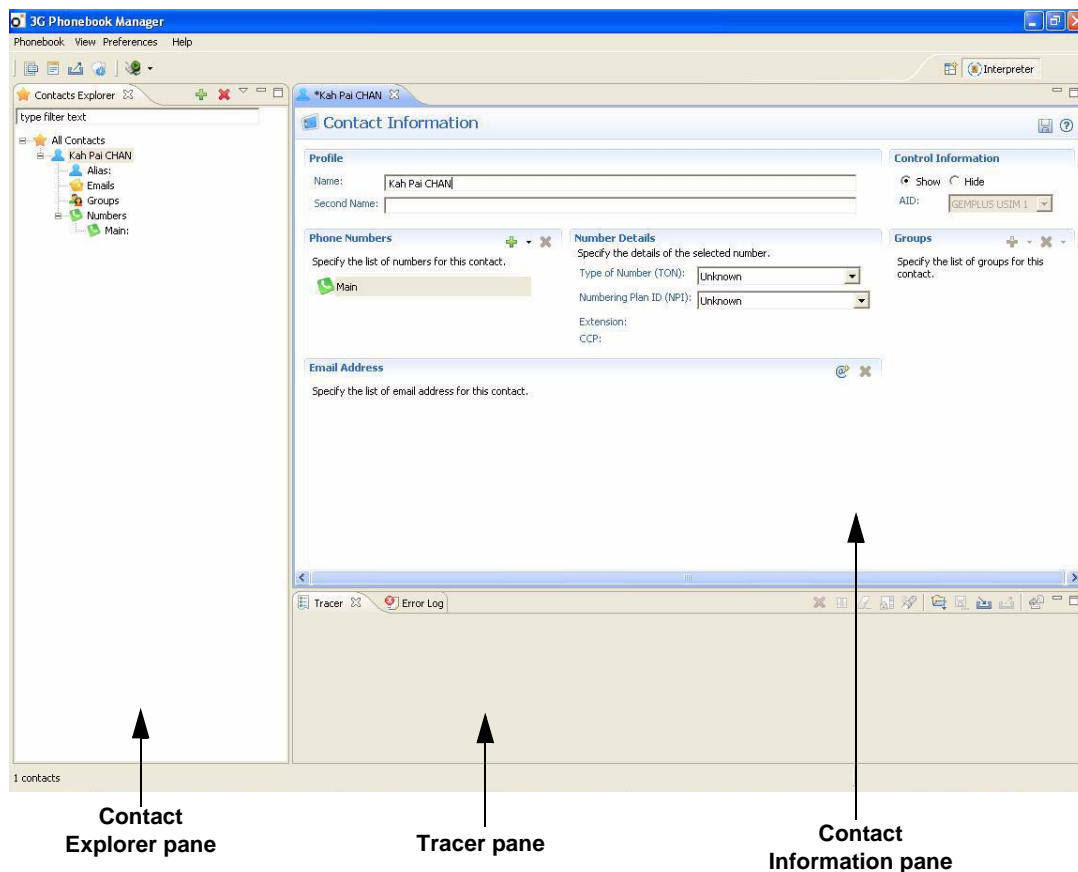 3G Phonebook Manager
Phonebook View Preferences Help
Interpreter
Contacts Explorer
type filter text
All Contacts
Kah Pai CHAN
Alias:
Emails
Groups
Numbers
Main:
*Kah Pai CHAN
Contact Information
Profile
Name: Kah Pai CHAN
Second Name:
Control Information
Show Hide
AID: GEMPLUS USIM 1
Phone Numbers
Specify the list of numbers for this contact.
Main
Number Details
Specify the details of the selected number.
Type of Number (TON): Unknown
Numbering Plan ID (NPI): Unknown
Extension:
CCP:
Groups
Specify the list of groups for this
contact.
Email Address
Specify the list of email address for this contact.
Tracer Error Log
1 contacts
Contact
Explorer pane
Tracer pane
Contact
Information pane